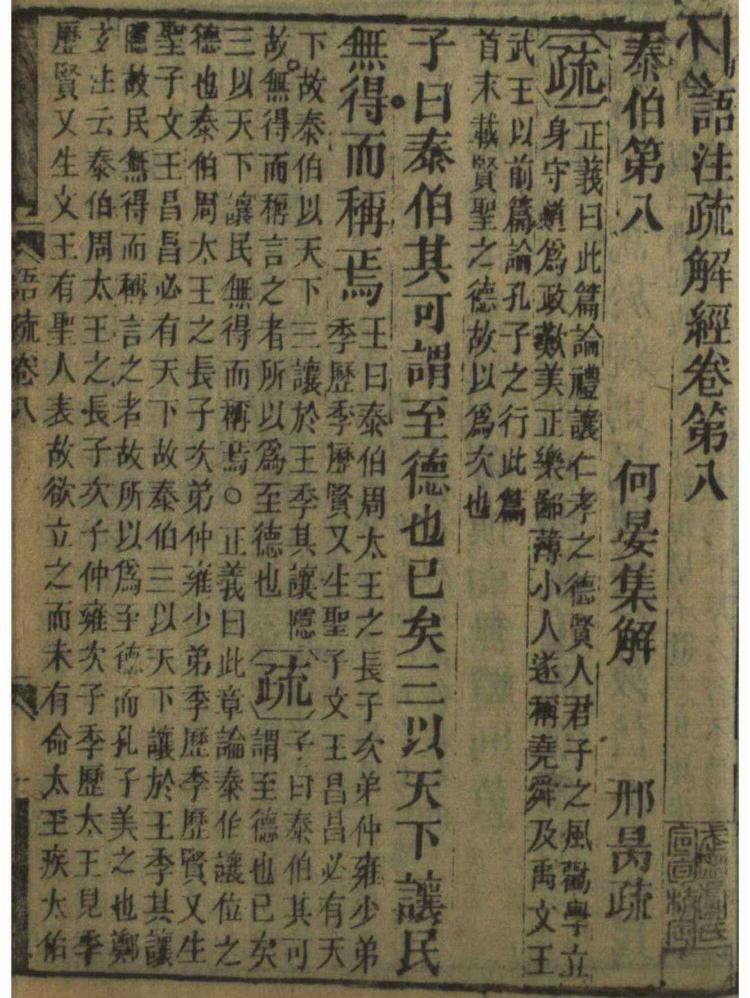 語注疏解經卷第八
泰伯第八 何晏集解 邢昺疏
疏 正義曰此篇論禮讓仁孝之德賢人君子之風勸學立
身守道爲政歎美正樂鄙薄小人遂稱堯舜及禹文王
武王以前篇論孔子之行此篇
首末載賢聖之德故以爲次也
子曰泰伯其可謂至德也已矣三以天下讓民
無得而稱焉
王曰泰伯周太王之長子次弟仲雍少弟
季歷季歷賢又生聖子文王昌昌必有天
下故泰伯以天下三讓於王季其讓隱
故無得而稱言之者所以爲至德也
疏 子曰泰伯其可
謂至德也已矣
三以天下讓民無得而稱焉○正義曰此章論泰伯讓位之
德也泰伯周太王之長子次弟仲雍少弟季歷季歷賢又生
聖子文王昌昌必有天下故泰伯三以天下讓於王季其讓
隱故民無得而稱言之者故所以爲至德而孔子美之也鄭
玄注云泰伯周太王之長子次子仲雍次子季歷太王見季
歷賢又生文王有聖人表故欲立之而未有命太王疾太伯
語疏卷八